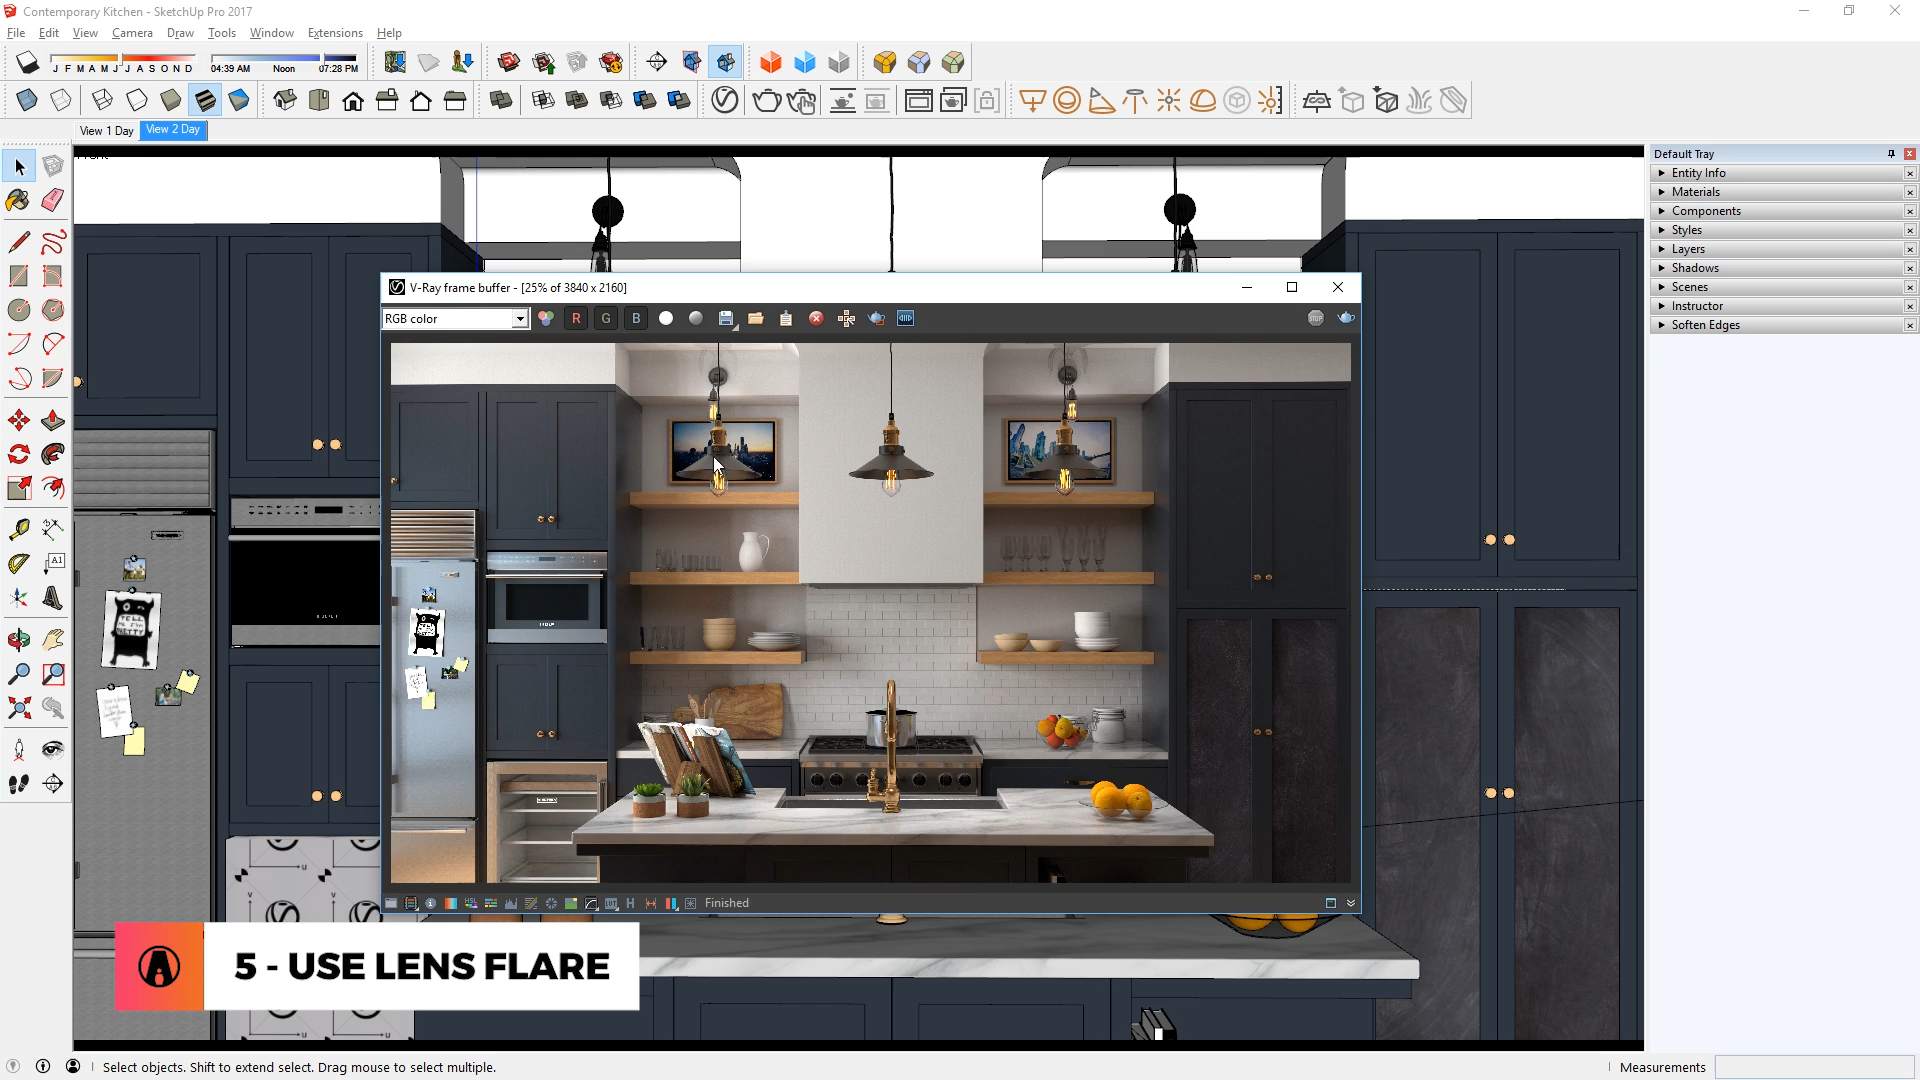 Contemporary Kitchen - SketchUp Pro 2017
File Edit View Camera Draw Tools Window Extensions Help
J F M A M J J A S O N D
04:39 AM Noon 07:28 PM
View 1 Day View 2 Day
Default Tray
Entity Info
Materials
Components
Styles
Layers
Shadows
Scenes
Instructor
Soften Edges
V-Ray frame buffer - [25% of 3840 x 2160]
RGB color
R G B
STOP
A1
HSL
H
Finished
5 - USE LENS FLARE
Select objects. Shift to extend select. Drag mouse to select multiple.
Measurements